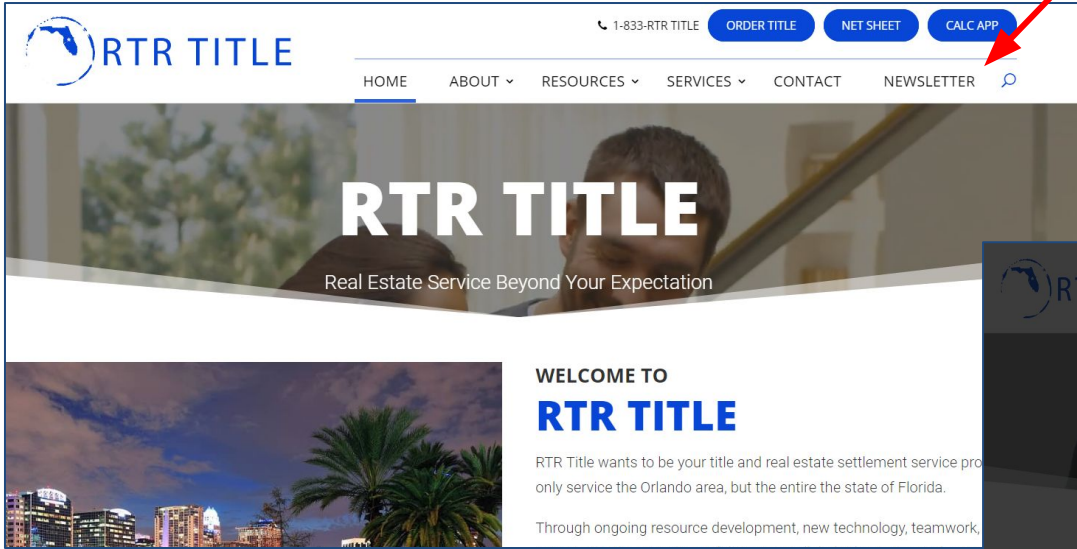 RTR TITLE
1-833-RTR TITLE ORDER TITLE NET SHEET CALC APP
HOME ABOUT RESOURCES SERVICES CONTACT NEWSLETTER
RTR TITLE
Real Estate Service Beyond Your Expectation
WELCOME TO
RTR TITLE
RTR Title wants to be your title and real estate settlement service pro
only service the Orlando area, but the entire the state of Florida.
Through ongoing resource development, new technology, teamwork,